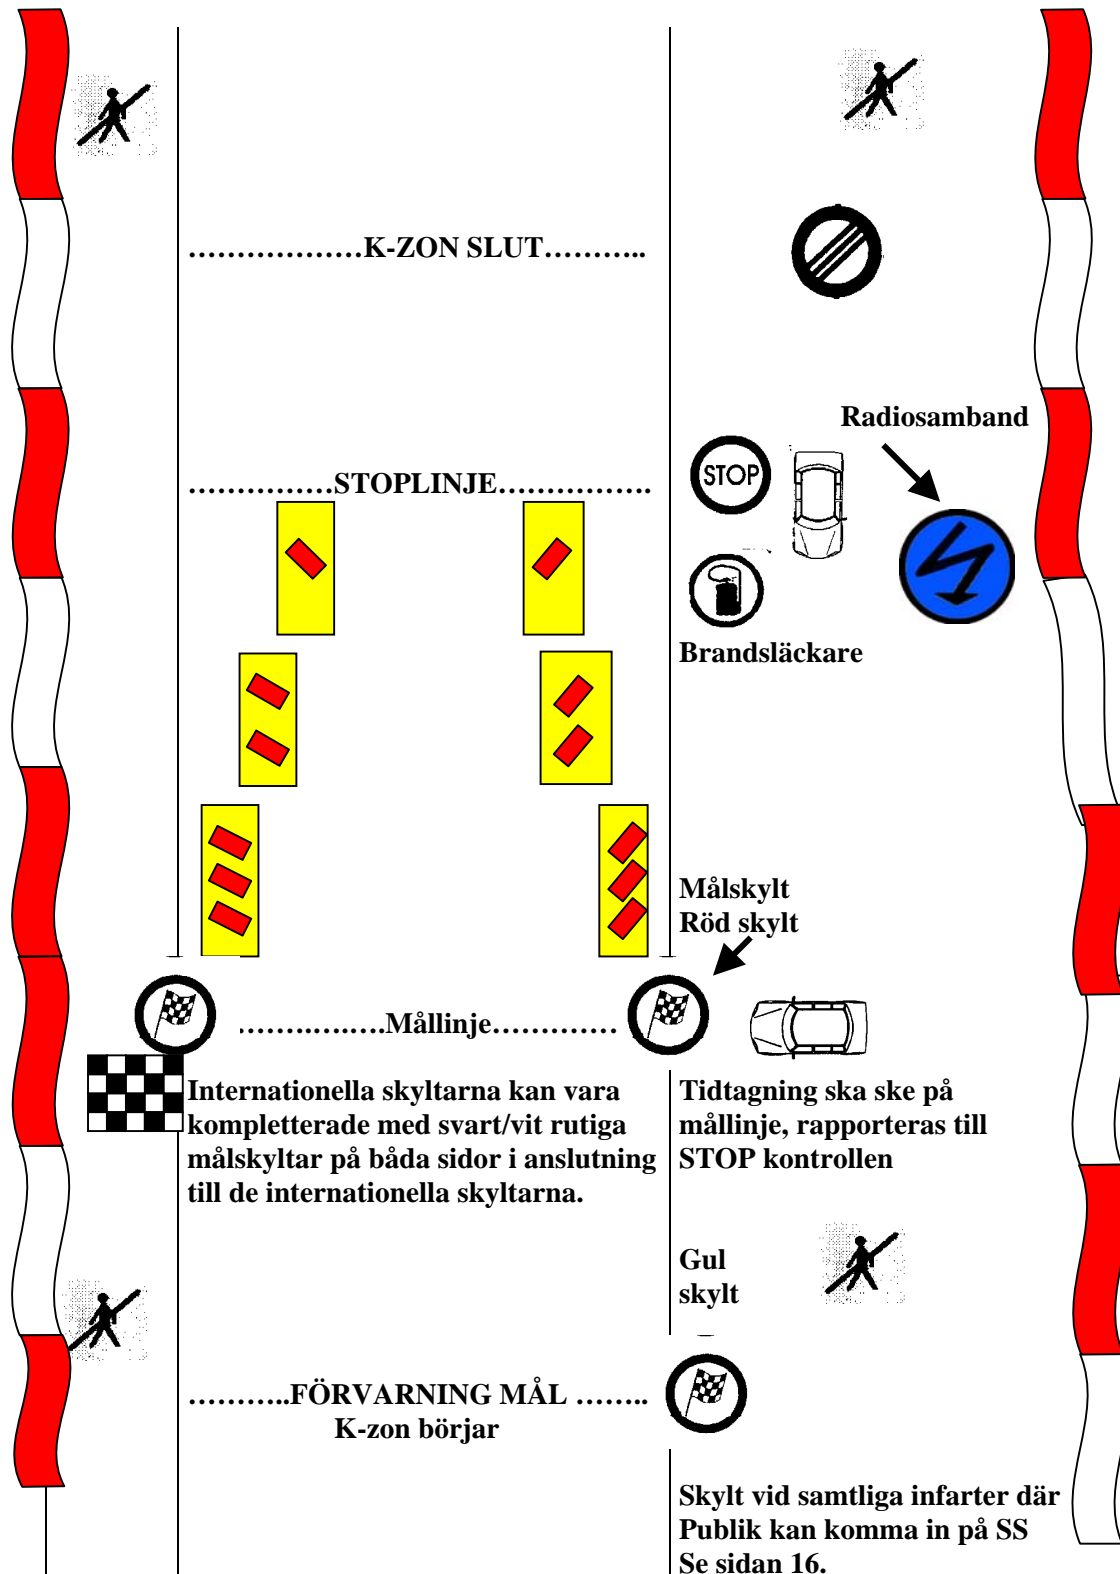 ………………K-ZON SLUT………..
Radiosamband
……………STOPLINJE…………….
STOP
Brandsläckare
Målskylt
Röd skylt
…………….Mållinje…………
Internationella skyltarna kan vara
kompletterade med svart/vit rutiga
målskyltar på båda sidor i anslutning
till de internationella skyltarna.
Tidtagning ska ske på
mållinje, rapporteras till
STOP kontrollen
Gul
skylt
………..FÖRVARNING MÅL ……..
K-zon börjar
Skylt vid samtliga infarter där
Publik kan komma in på SS
Se sidan 16.